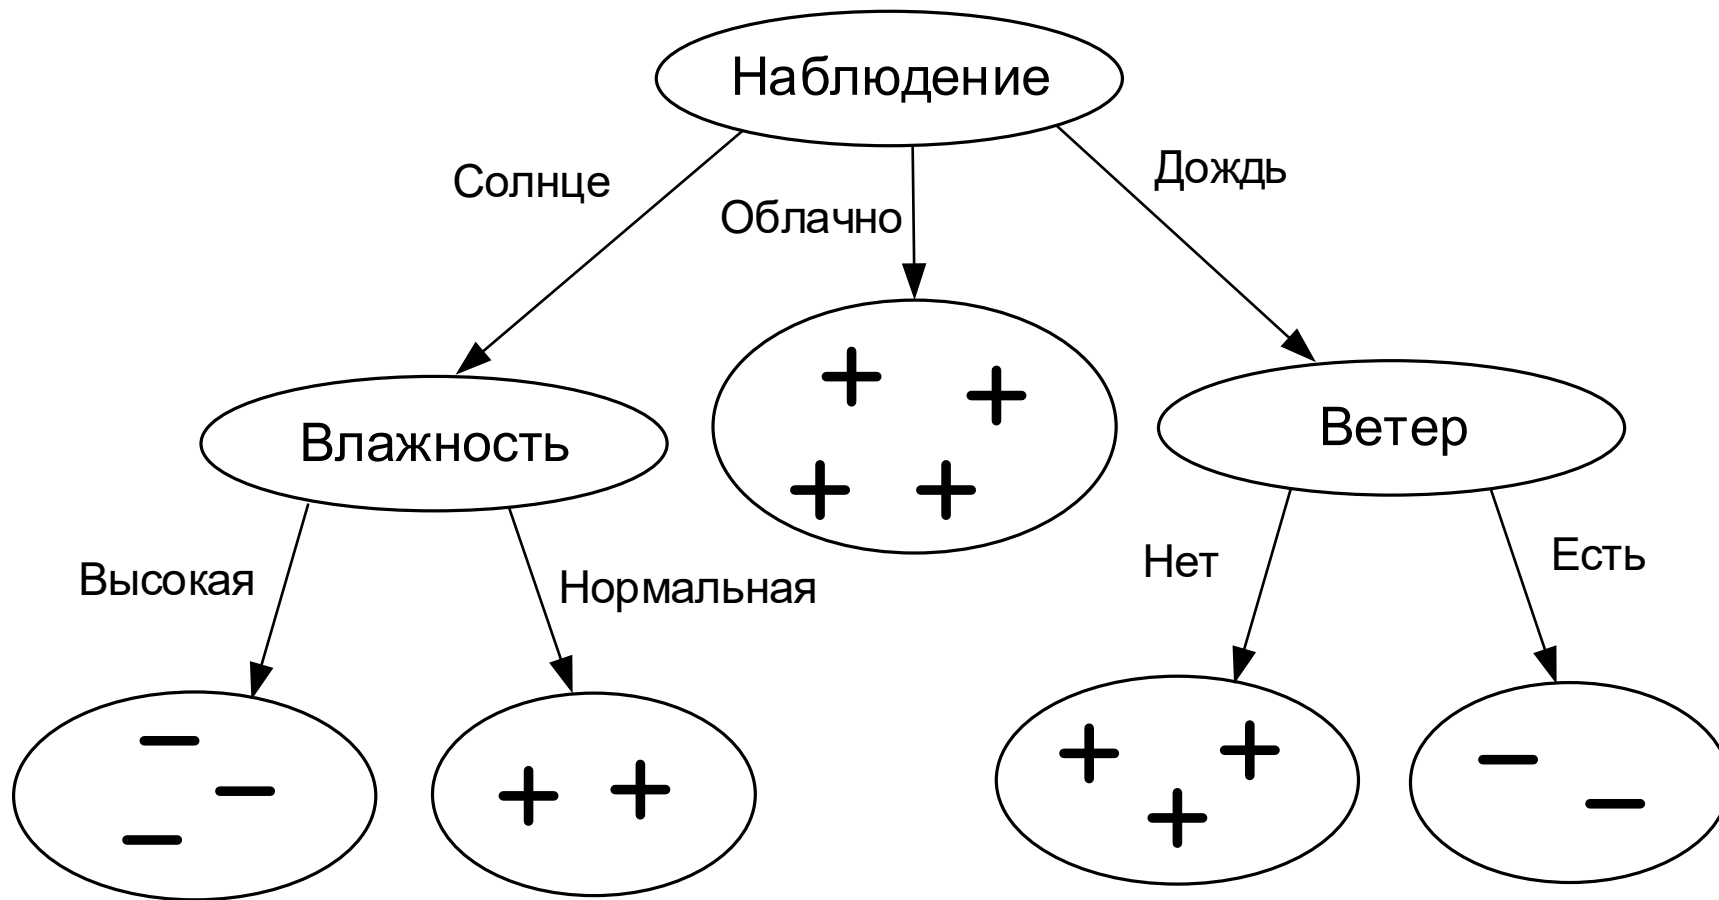 Наблюдение
Солнце
Облачно
Дождь
Влажность
Ветер
Высокая
Нормальная
Нет
Есть